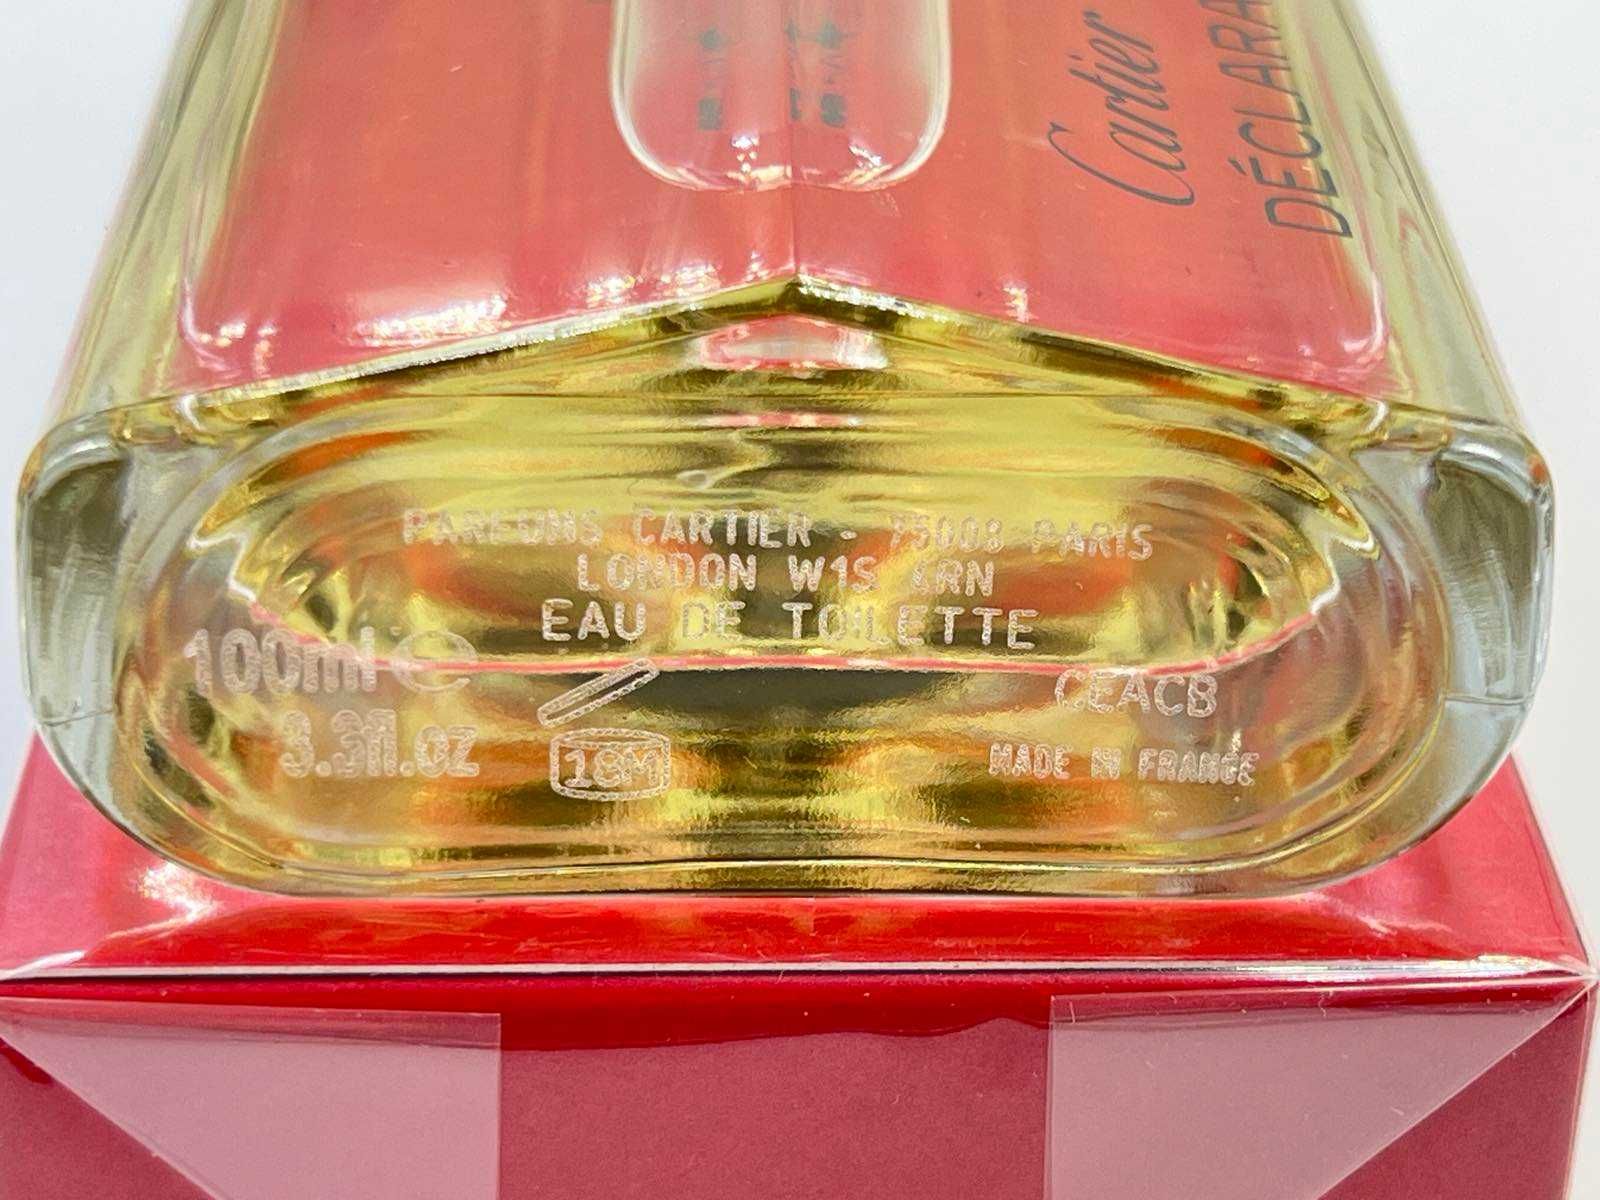 Cartier
DÉCLARA
PARFUMS CARTIER - 75008 PARIS
LONDON W1S 4RN
EAU DE TOILETTE
100ml e
3.3fl.oz
18M
CEACB
MADE IN FRANCE